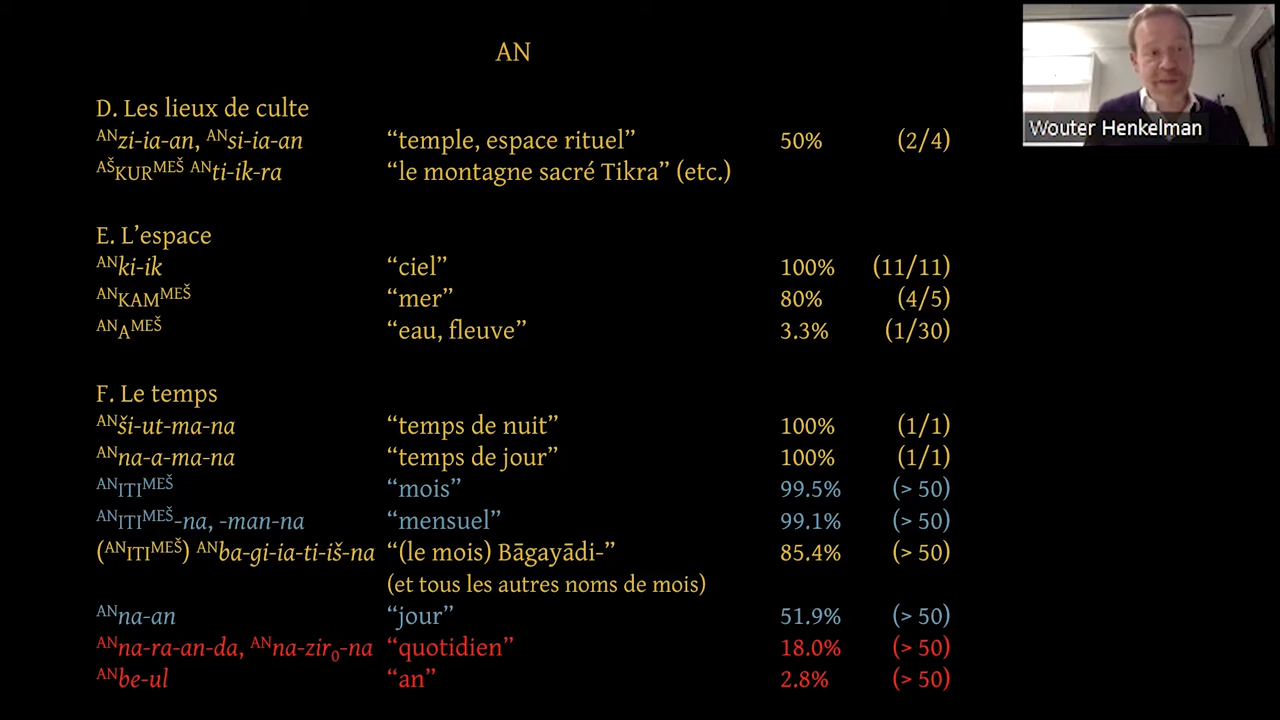 AN
D. Les lieux de culte
ᴬᴺzi-ia-an, ᴬᴺsi-ia-an “temple, espace rituel” 50% (2/4)
ᴬŠKURᴹᴱŠ ᴬᴺti-ik-ra “le montagne sacré Tikra” (etc.)
E. L’espace
ᴬᴺki-ik “ciel” 100% (11/11)
ᴬᴺKAMᴹᴱŠ “mer” 80% (4/5)
ᴬᴺAᴹᴱŠ “eau, fleuve” 3.3% (1/30)
F. Le temps
ᴬᴺši-ut-ma-na “temps de nuit” 100% (1/1)
ᴬᴺna-a-ma-na “temps de jour” 100% (1/1)
ᴬᴺITIᴹᴱŠ “mois” 99.5% (> 50)
ᴬᴺITIᴹᴱŠ-na, -man-na “mensuel” 99.1% (> 50)
(ᴬᴺITIᴹᴱŠ) ᴬᴺba-gi-ia-ti-iš-na “(le mois) Bāgayādi-” 85.4% (> 50)
(et tous les autres noms de mois)
ᴬᴺna-an “jour” 51.9% (> 50)
ᴬᴺna-ra-an-da, ᴬᴺna-zir₀-na “quotidien” 18.0% (> 50)
ᴬᴺbe-ul “an” 2.8% (> 50)
Wouter Henkelman